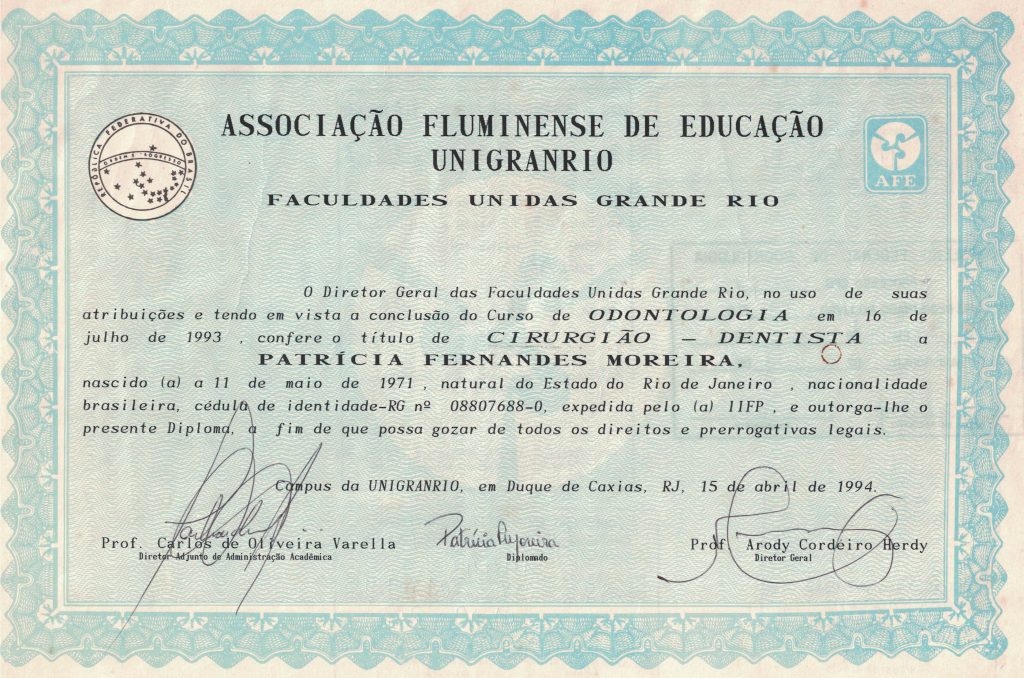 ASSOCIAÇÃO FLUMINENSE DE EDUCAÇÃO
UNIGRANRIO
FACULDADES UNIDAS GRANDE RIO
REPÚBLICA FEDERATIVA DO BRASIL
ORDEM E PROGRESSO
AFE
O Diretor Geral das Faculdades Unidas Grande Rio, no uso de suas
atribuições e tendo em vista a conclusão do Curso de ODONTOLOGIA em 16 de
julho de 1993 , confere o título de CIRURGIÃO – DENTISTA a
PATRÍCIA FERNANDES MOREIRA,
nascido (a) a 11 de maio de 1971 , natural do Estado do Rio de Janeiro , nacionalidade
brasileira, cédula de identidade-RG nº 08807688-0, expedida pelo (a) IIFP , e outorga-lhe o
presente Diploma, a fim de que possa gozar de todos os direitos e prerrogativas legais.
Campus da UNIGRANRIO, em Duque de Caxias, RJ, 15 de abril de 1994.
Prof. Carlos de Oliveira Varella
Diretor Adjunto de Administração Acadêmica
Patrícia Moreira
Diplomado
Prof. Arody Cordeiro Herdy
Diretor Geral